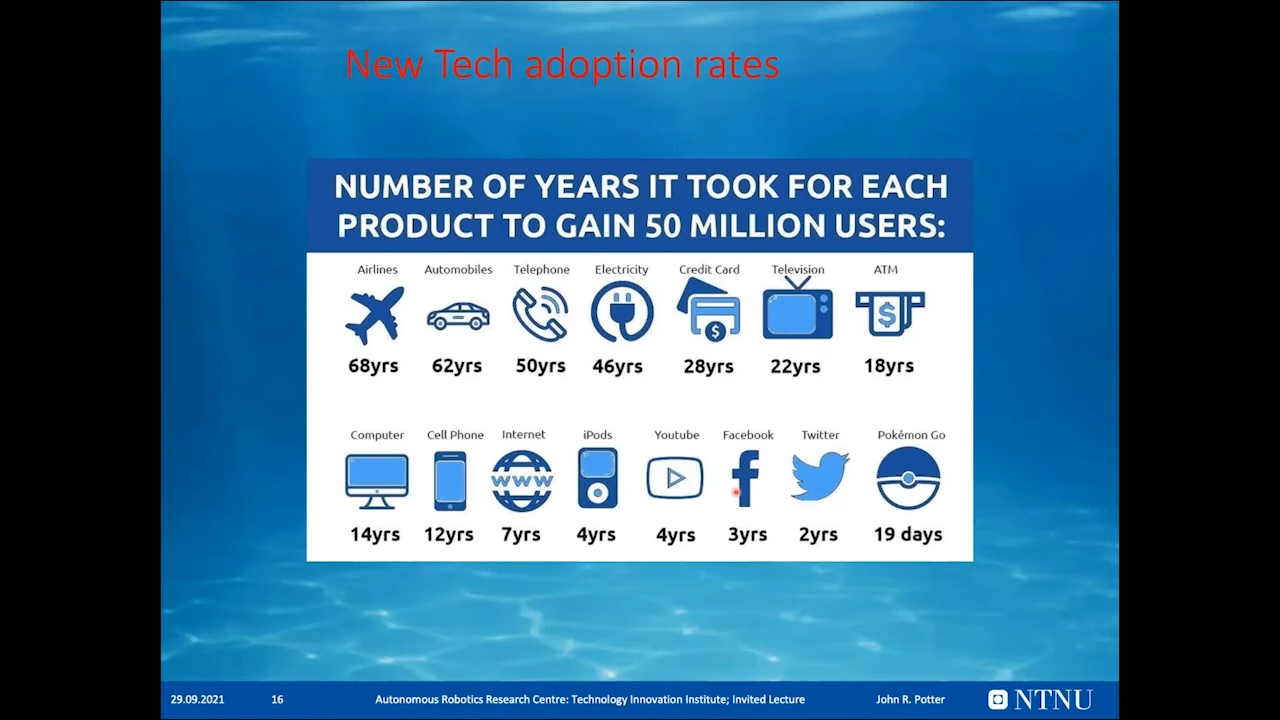 New Tech adoption rates
NUMBER OF YEARS IT TOOK FOR EACH
PRODUCT TO GAIN 50 MILLION USERS:
Airlines Automobiles Telephone Electricity Credit Card Television ATM
$ $
68yrs 62yrs 50yrs 46yrs 28yrs 22yrs 18yrs
Computer Cell Phone Internet iPods Youtube Facebook Twitter Pokémon Go
www f
14yrs 12yrs 7yrs 4yrs 4yrs 3yrs 2yrs 19 days
29.09.2021 16 Autonomous Robotics Research Centre: Technology Innovation Institute; Invited Lecture John R. Potter NTNU